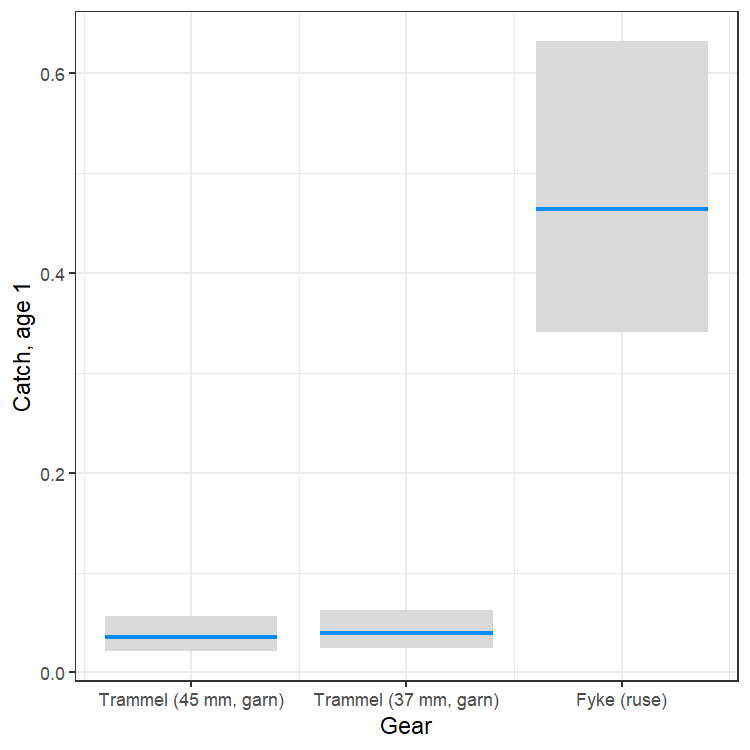 Catch, age 1
0.6
0.4
0.2
0.0
Trammel (45 mm, garn) Trammel (37 mm, garn) Fyke (ruse)
Gear